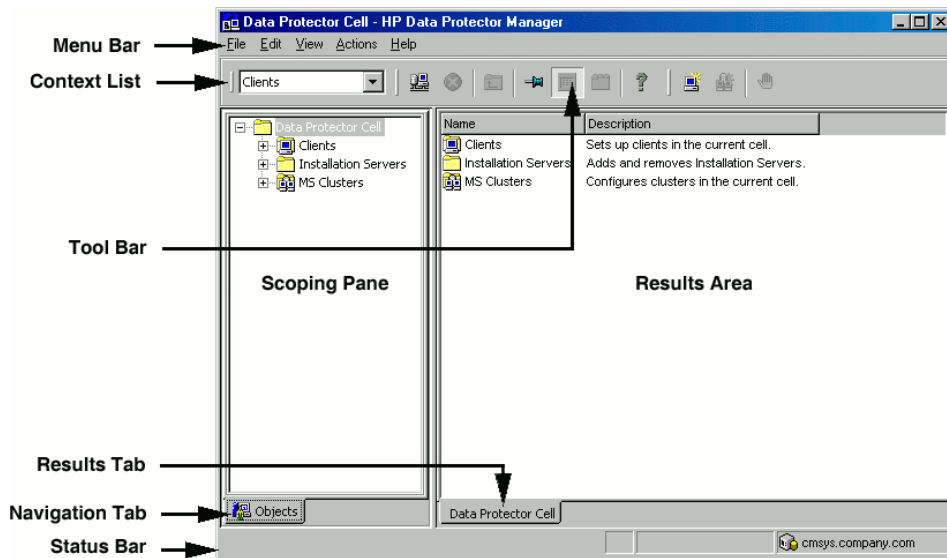 Data Protector Cell - HP Data Protector Manager
Menu Bar
File Edit View Actions Help
Context List
Clients
Name Description
Data Protector Cell
Clients
Installation Servers
MS Clusters
Clients Sets up clients in the current cell.
Installation Servers Adds and removes Installation Servers.
MS Clusters Configures clusters in the current cell.
Tool Bar
Scoping Pane
Results Area
Results Tab
Navigation Tab
Objects
Data Protector Cell
Status Bar
cmsys.company.com